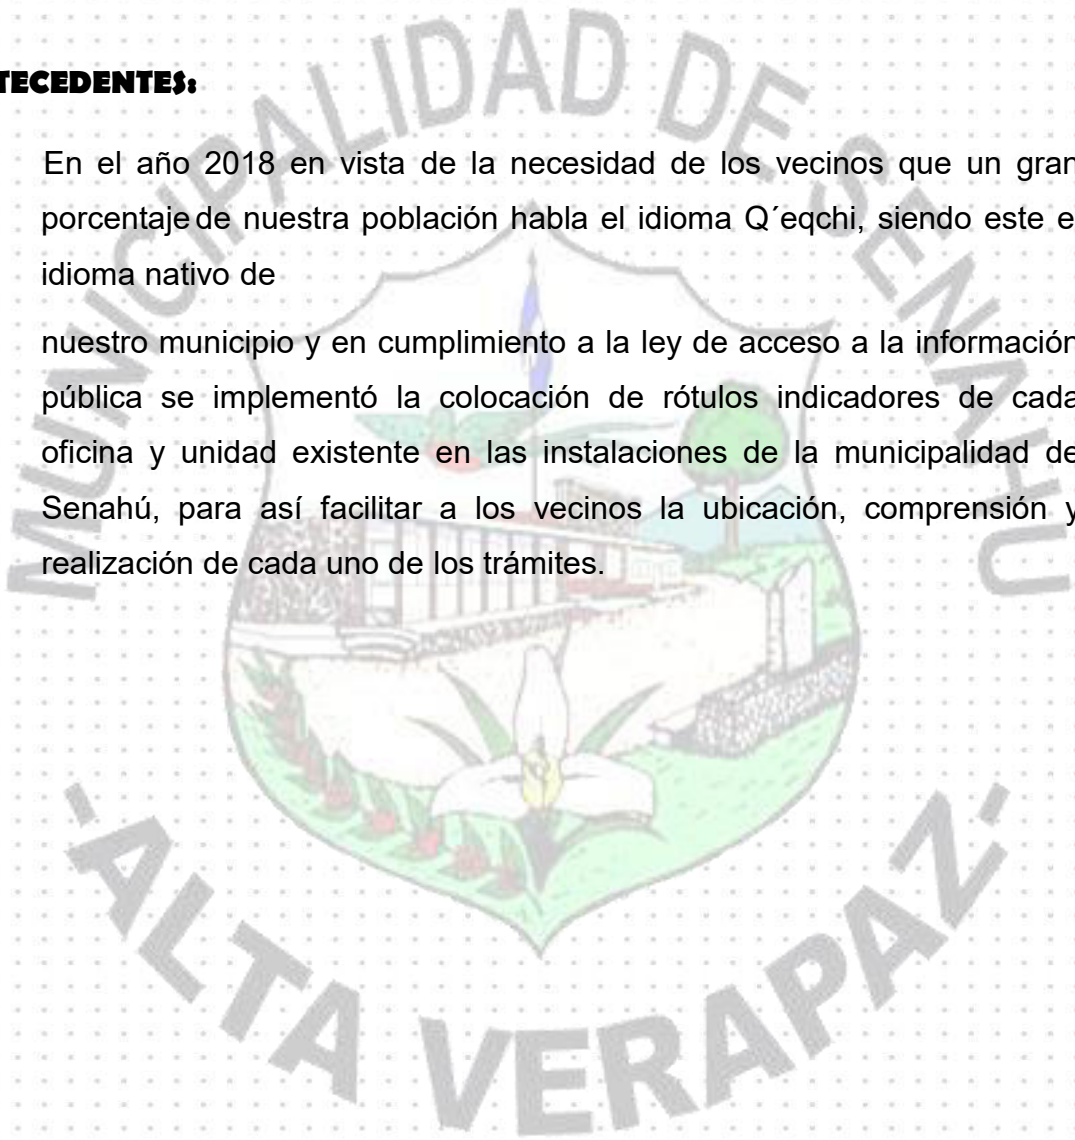 TECEDENTES:
En el año 2018 en vista de la necesidad de los vecinos que un gran
porcentaje de nuestra población habla el idioma Q´eqchi, siendo este e
idioma nativo de
nuestro municipio y en cumplimiento a la ley de acceso a la información
pública se implementó la colocación de rótulos indicadores de cada
oficina y unidad existente en las instalaciones de la municipalidad de
Senahú, para así facilitar a los vecinos la ubicación, comprensión y
realización de cada uno de los trámites.
MUNICIPALIDAD DE SENAHU
-ALTA VERAPAZ-